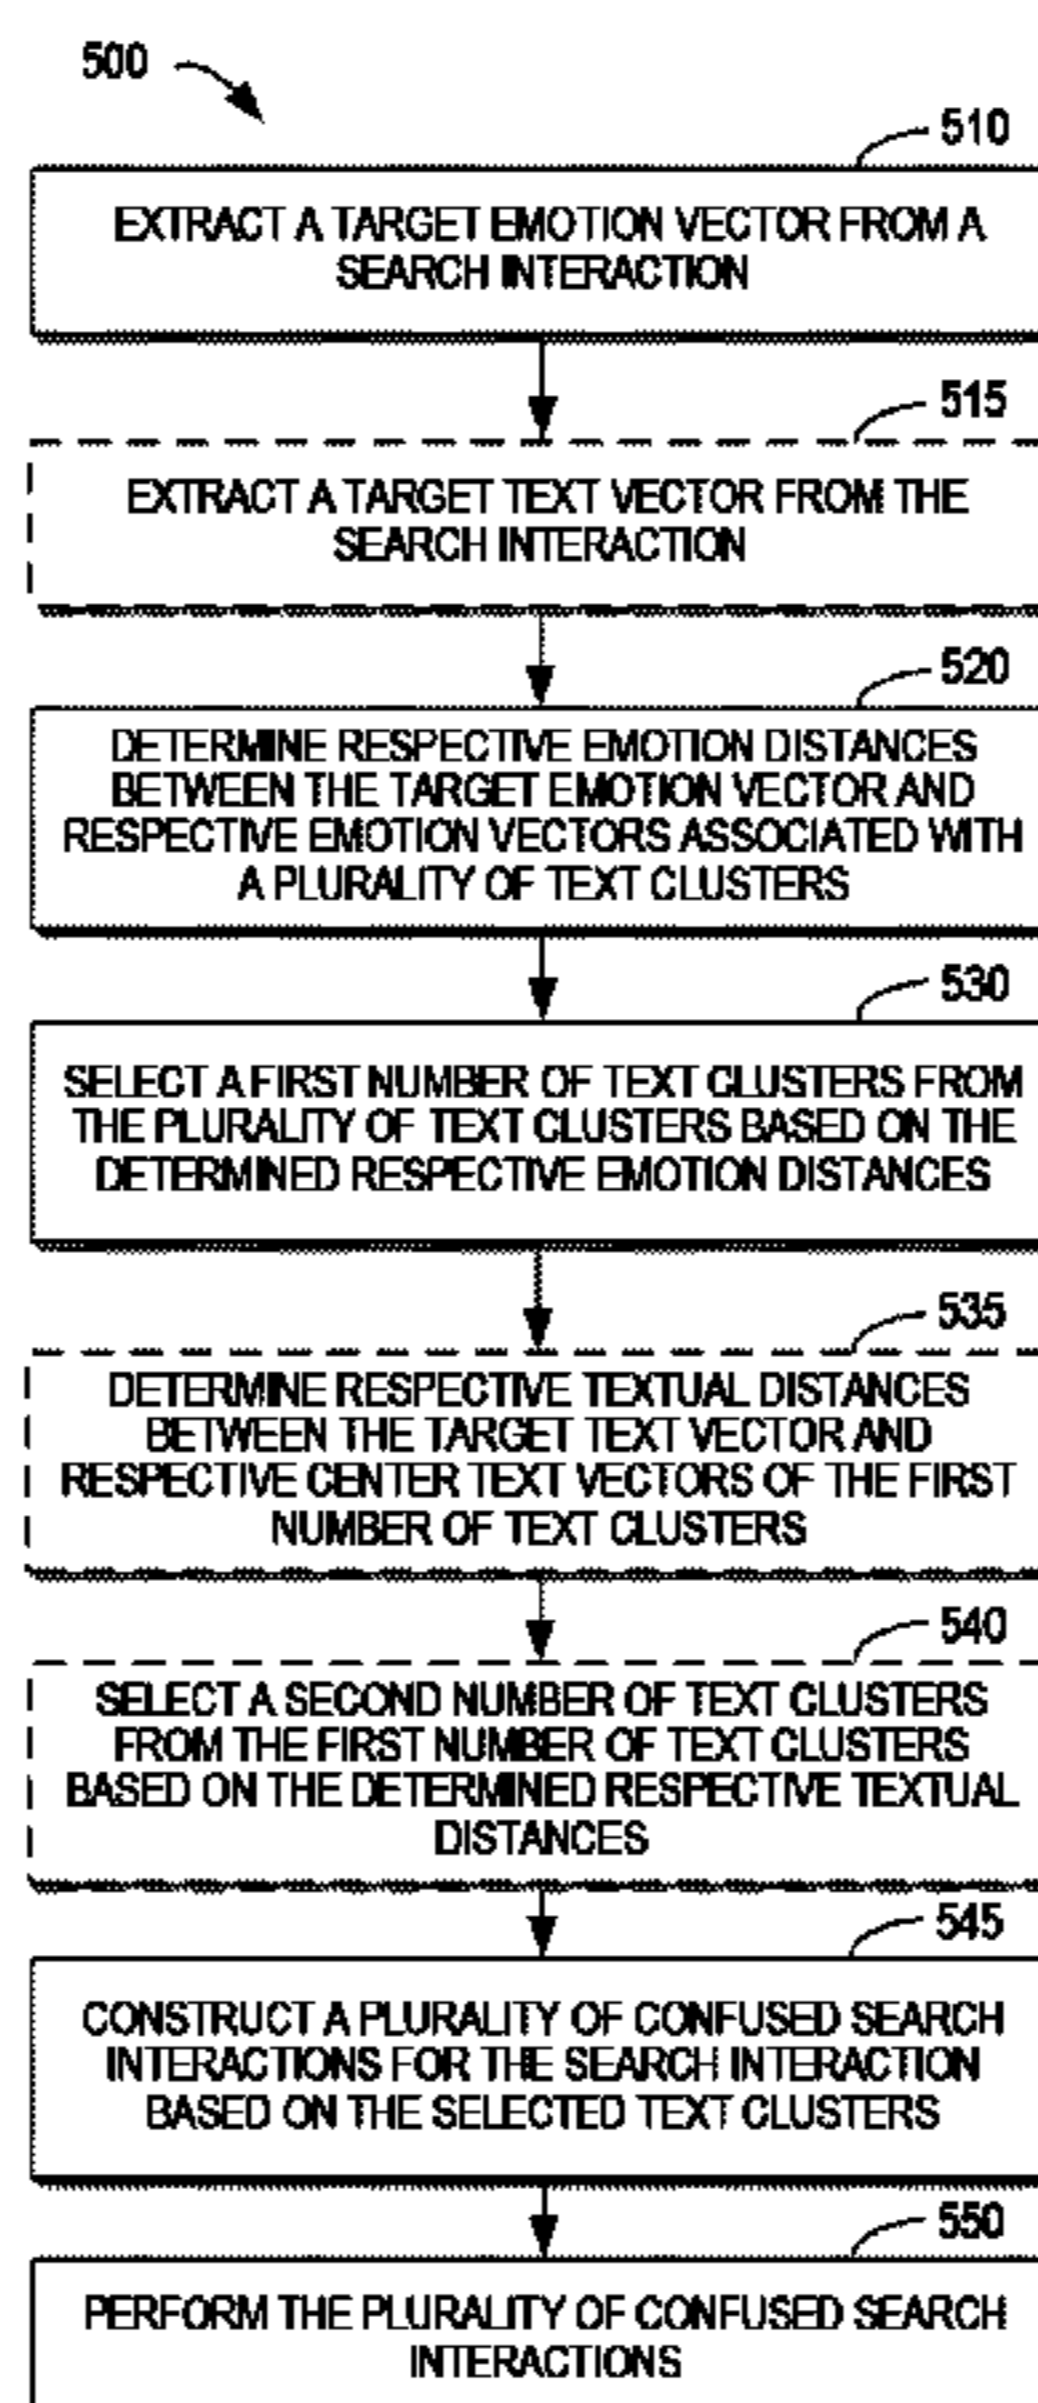 500
510
EXTRACT A TARGET EMOTION VECTOR FROM A
SEARCH INTERACTION
515
EXTRACT A TARGET TEXT VECTOR FROM THE
SEARCH INTERACTION
520
DETERMINE RESPECTIVE EMOTION DISTANCES
BETWEEN THE TARGET EMOTION VECTOR AND
RESPECTIVE EMOTION VECTORS ASSOCIATED WITH
A PLURALITY OF TEXT CLUSTERS
530
SELECT A FIRST NUMBER OF TEXT CLUSTERS FROM
THE PLURALITY OF TEXT CLUSTERS BASED ON THE
DETERMINED RESPECTIVE EMOTION DISTANCES
535
DETERMINE RESPECTIVE TEXTUAL DISTANCES
BETWEEN THE TARGET TEXT VECTOR AND
RESPECTIVE CENTER TEXT VECTORS OF THE FIRST
NUMBER OF TEXT CLUSTERS
540
SELECT A SECOND NUMBER OF TEXT CLUSTERS
FROM THE FIRST NUMBER OF TEXT CLUSTERS
BASED ON THE DETERMINED RESPECTIVE TEXTUAL
DISTANCES
545
CONSTRUCT A PLURALITY OF CONFUSED SEARCH
INTERACTIONS FOR THE SEARCH INTERACTION
BASED ON THE SELECTED TEXT CLUSTERS
550
PERFORM THE PLURALITY OF CONFUSED SEARCH
INTERACTIONS